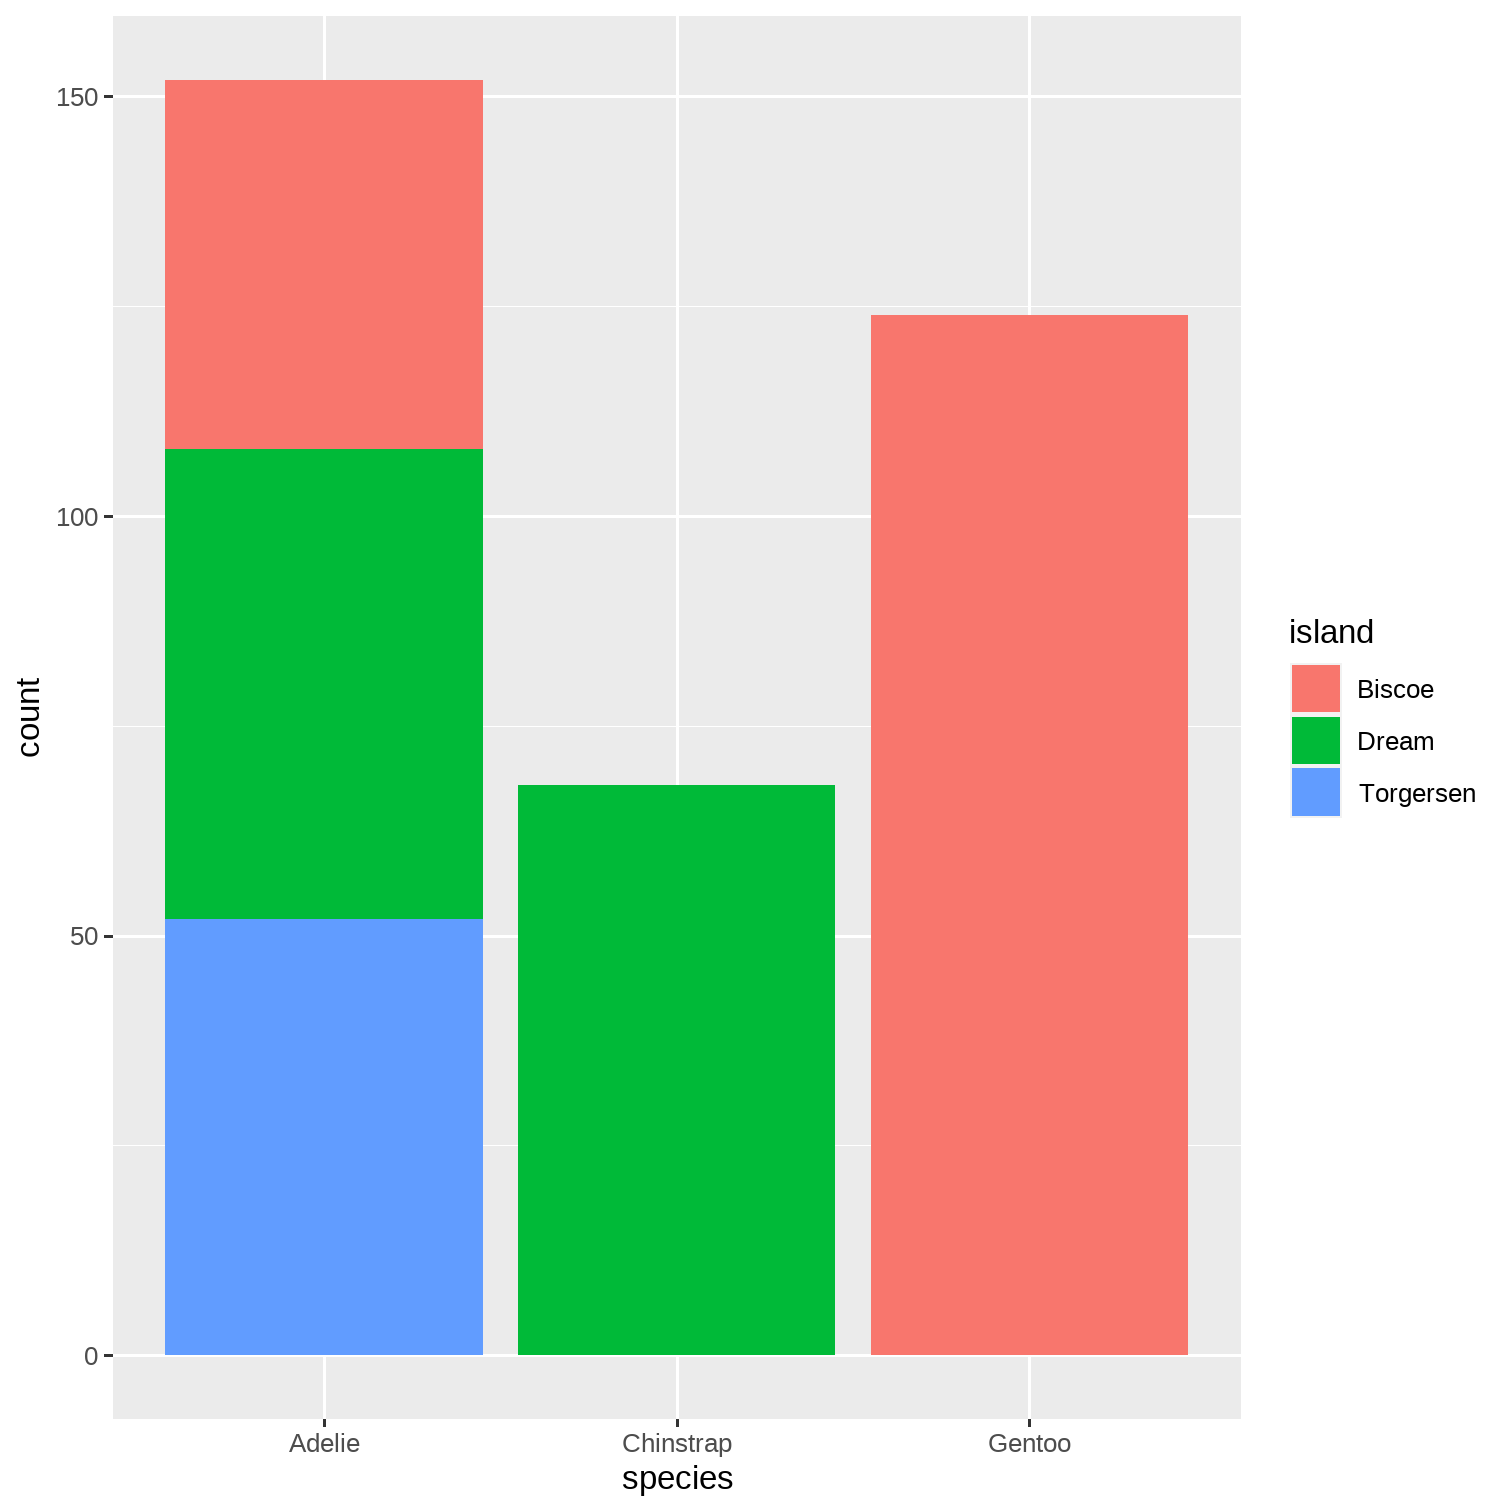 count
150
100
50
0
Adelie Chinstrap Gentoo
species
island
Biscoe
Dream
Torgersen